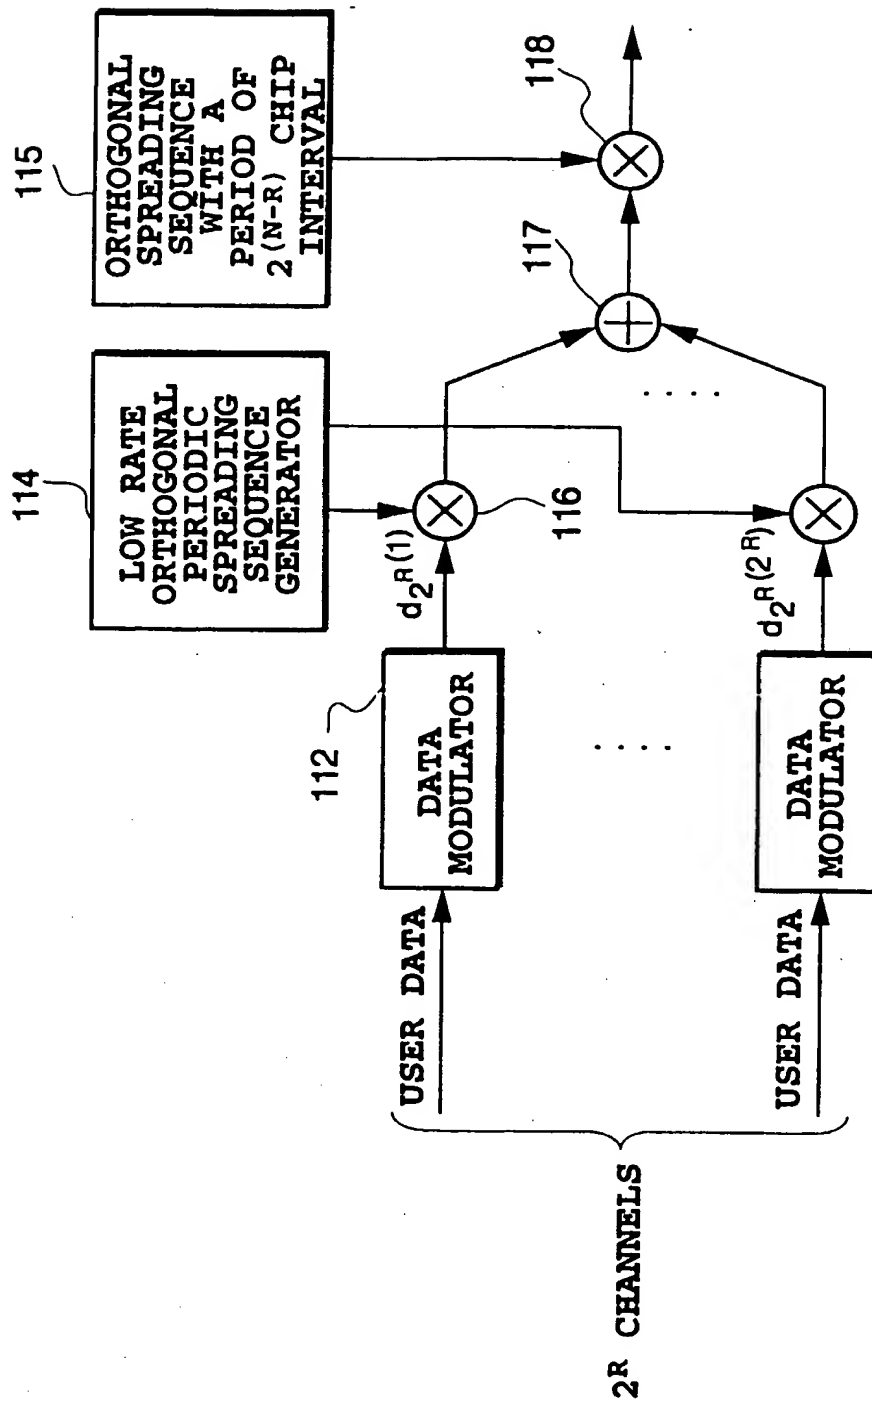 115
ORTHOGONAL
SPREADING
SEQUENCE
WITH A
PERIOD OF
2(N-R) CHIP
INTERVAL
114
LOW RATE
ORTHOGONAL
PERIODIC
SPREADING
SEQUENCE
GENERATOR
118
117
116
d2R(1)
d2R(2R)
112
DATA
MODULATOR
DATA
MODULATOR
USER DATA
USER DATA
2R CHANNELS